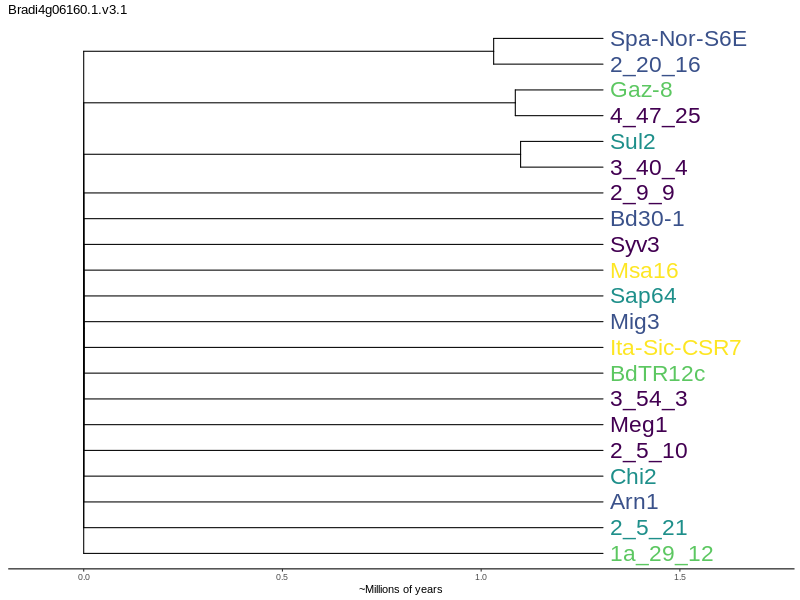 Bradi4g06160.1.v3.1
Spa-Nor-S6E
2_20_16
Gaz-8
4_47_25
Sul2
3_40_4
2_9_9
Bd30-1
Syv3
Msa16
Sap64
Mig3
Ita-Sic-CSR7
BdTR12c
3_54_3
Meg1
2_5_10
Chi2
Arn1
2_5_21
1a_29_12
0.0 0.5 1.0 1.5
~Millions of years